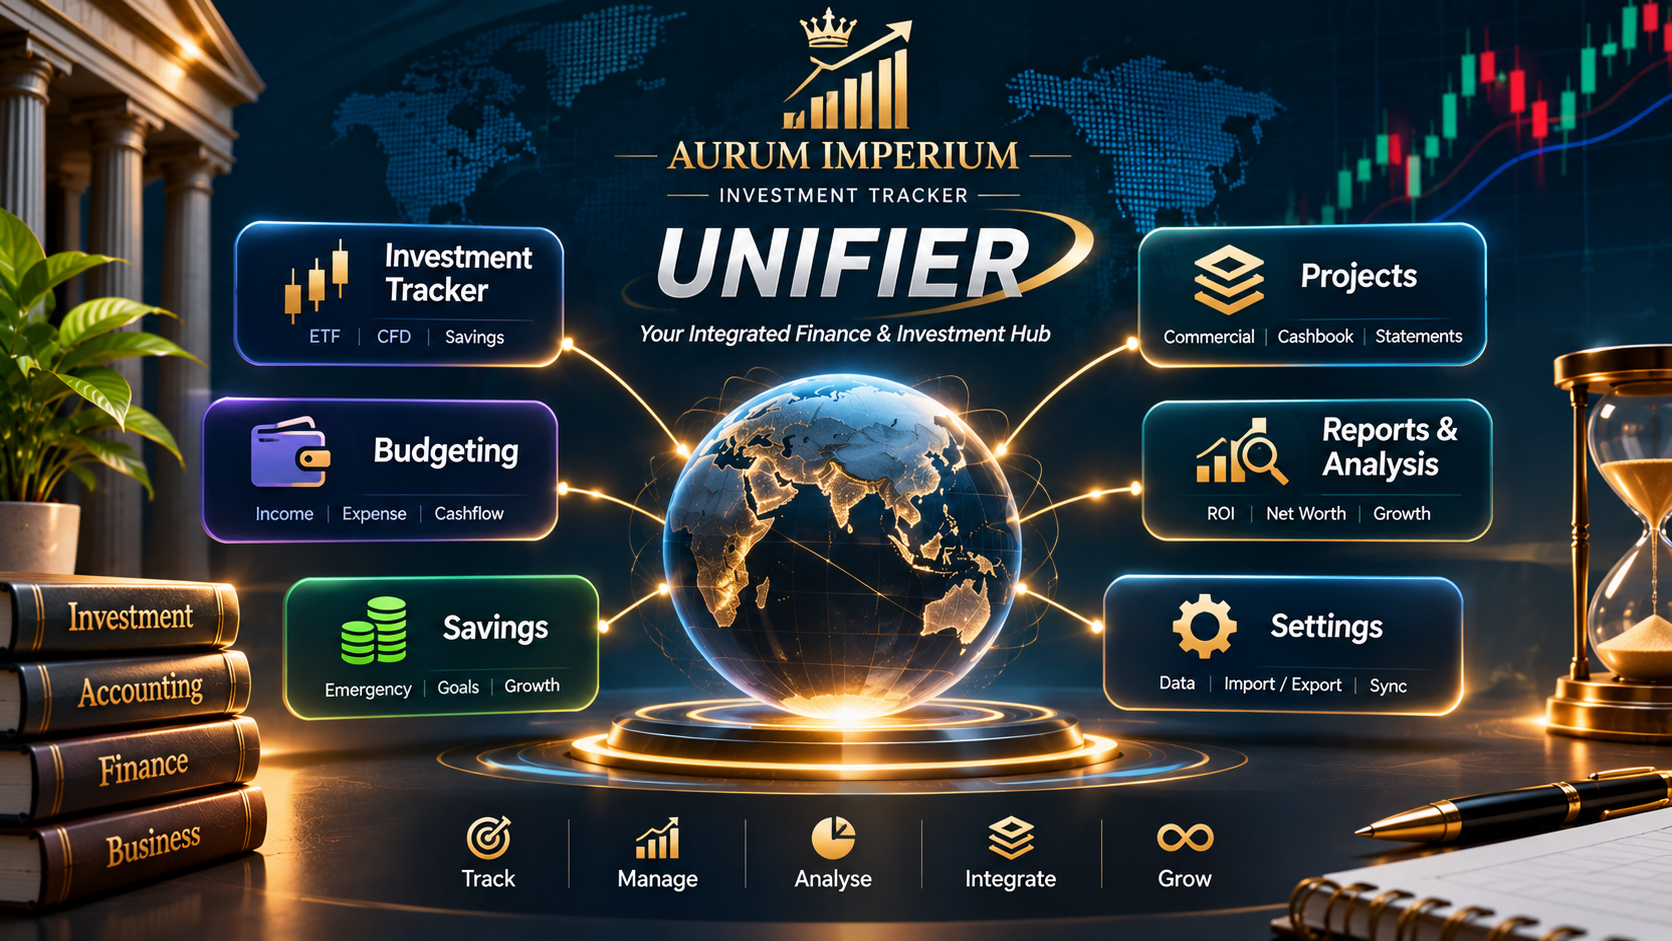 AURUM IMPERIUM
INVESTMENT TRACKER
UNIFIER
Your Integrated Finance & Investment Hub
Investment
Tracker
ETF | CFD | Savings
Budgeting
Income | Expense | Cashflow
Savings
Emergency | Goals | Growth
Projects
Commercial | Cashbook | Statements
Reports &
Analysis
ROI | Net Worth | Growth
Settings
Data | Import / Export | Sync
Investment
Accounting
Finance
Business
Track
Manage
Analyse
Integrate
Grow